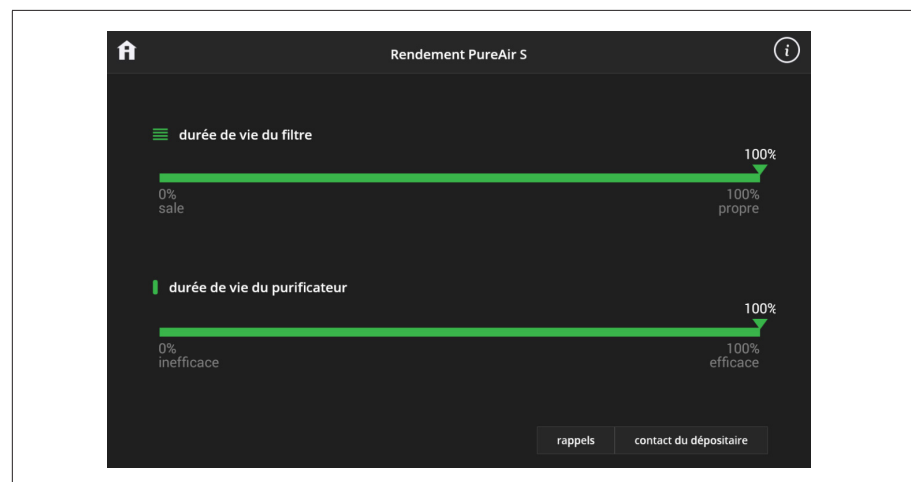 Rendement PureAir S
i
durée de vie du filtre
100%
0% 100%
sale propre
durée de vie du purificateur
100%
0% 100%
inefficace efficace
rappels contact du dépositaire